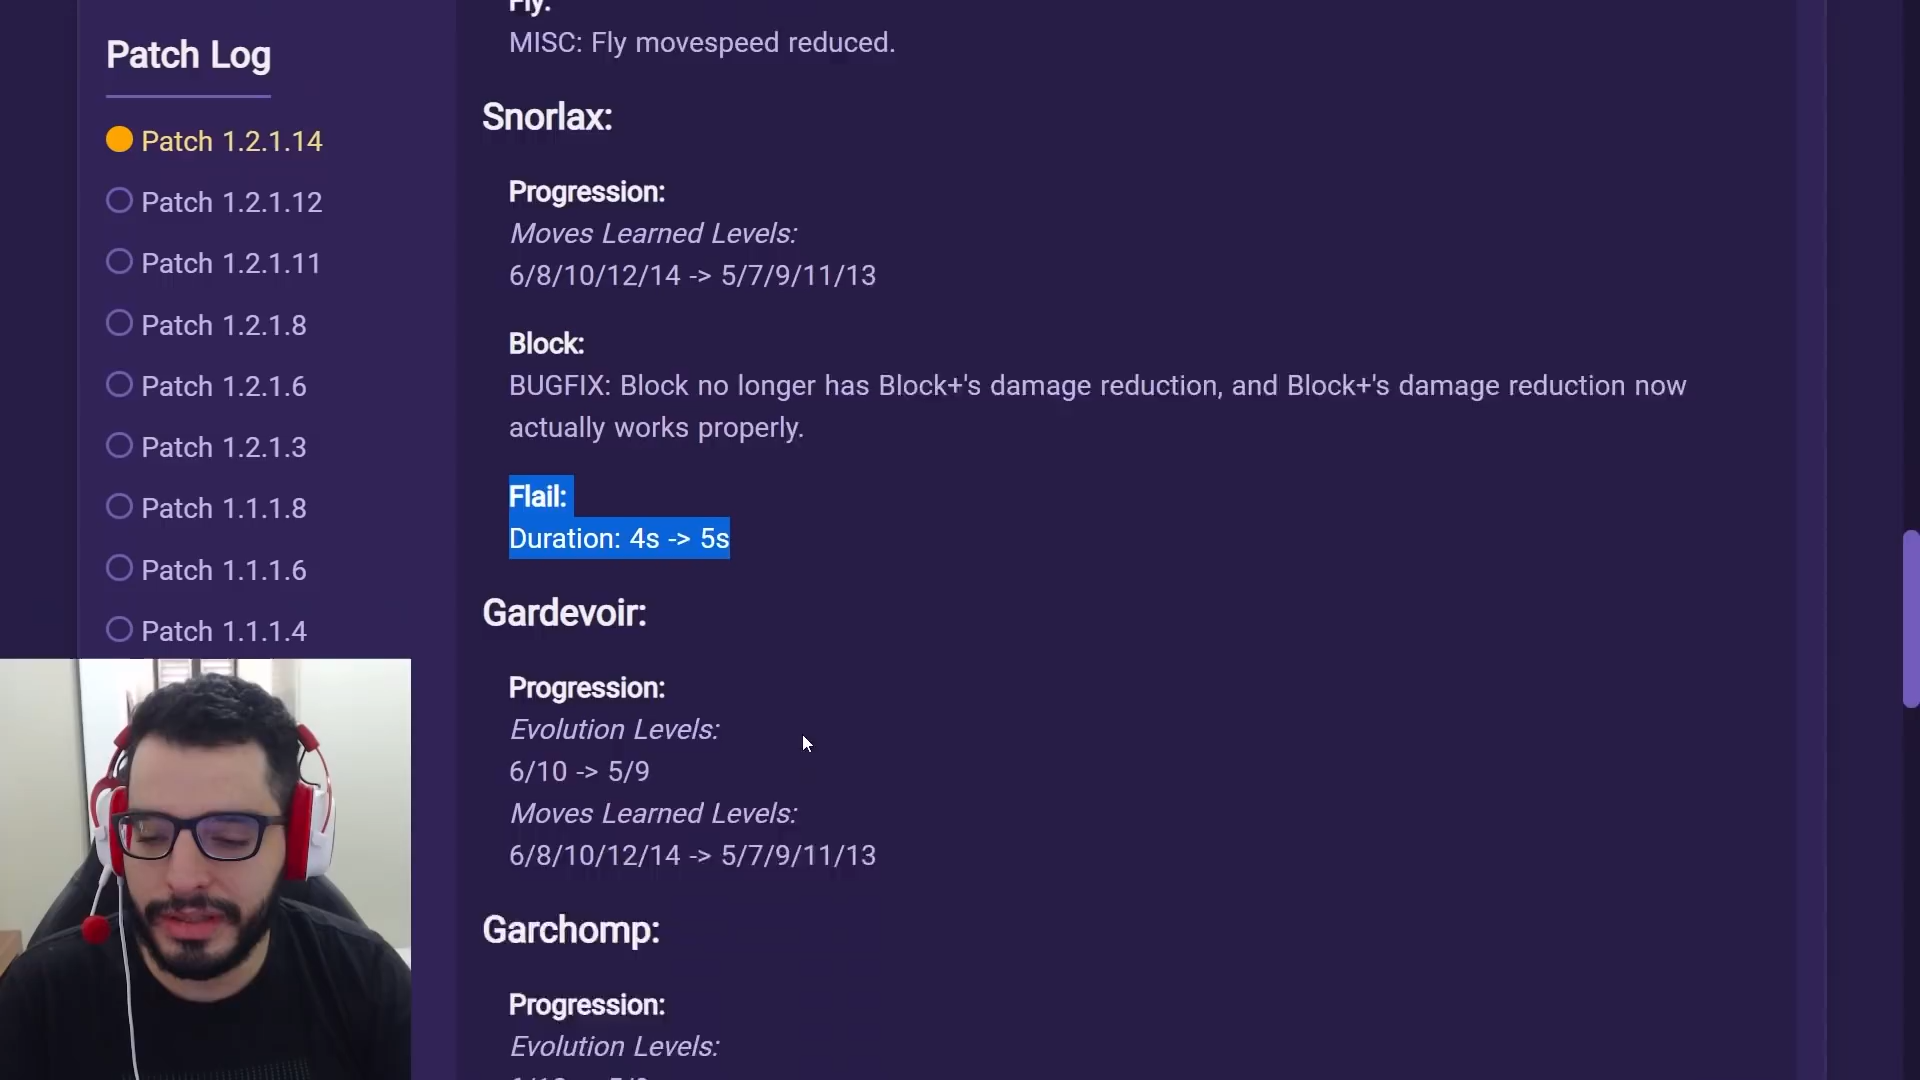 Patch Log
Patch 1.2.1.14
Patch 1.2.1.12
Patch 1.2.1.11
Patch 1.2.1.8
Patch 1.2.1.6
Patch 1.2.1.3
Patch 1.1.1.8
Patch 1.1.1.6
Patch 1.1.1.4
Fly:
MISC: Fly movespeed reduced.
Snorlax:
Progression:
Moves Learned Levels:
6/8/10/12/14 -> 5/7/9/11/13
Block:
BUGFIX: Block no longer has Block+'s damage reduction, and Block+'s damage reduction now
actually works properly.
Flail:
Duration: 4s -> 5s
Gardevoir:
Progression:
Evolution Levels:
6/10 -> 5/9
Moves Learned Levels:
6/8/10/12/14 -> 5/7/9/11/13
Garchomp:
Progression:
Evolution Levels: